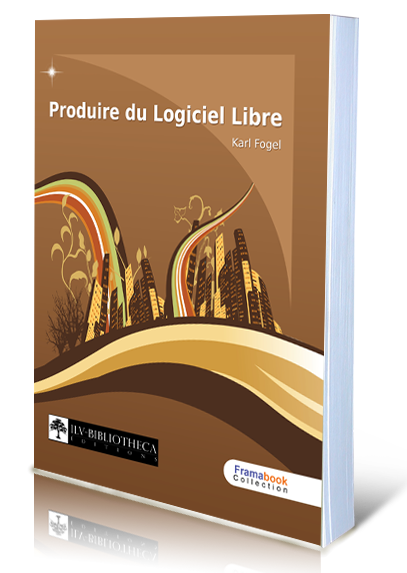 Produire du Logiciel Libre
Karl Fogel
ILV-BIBLIOTHECA
EDITIONS
Framabook
Collection